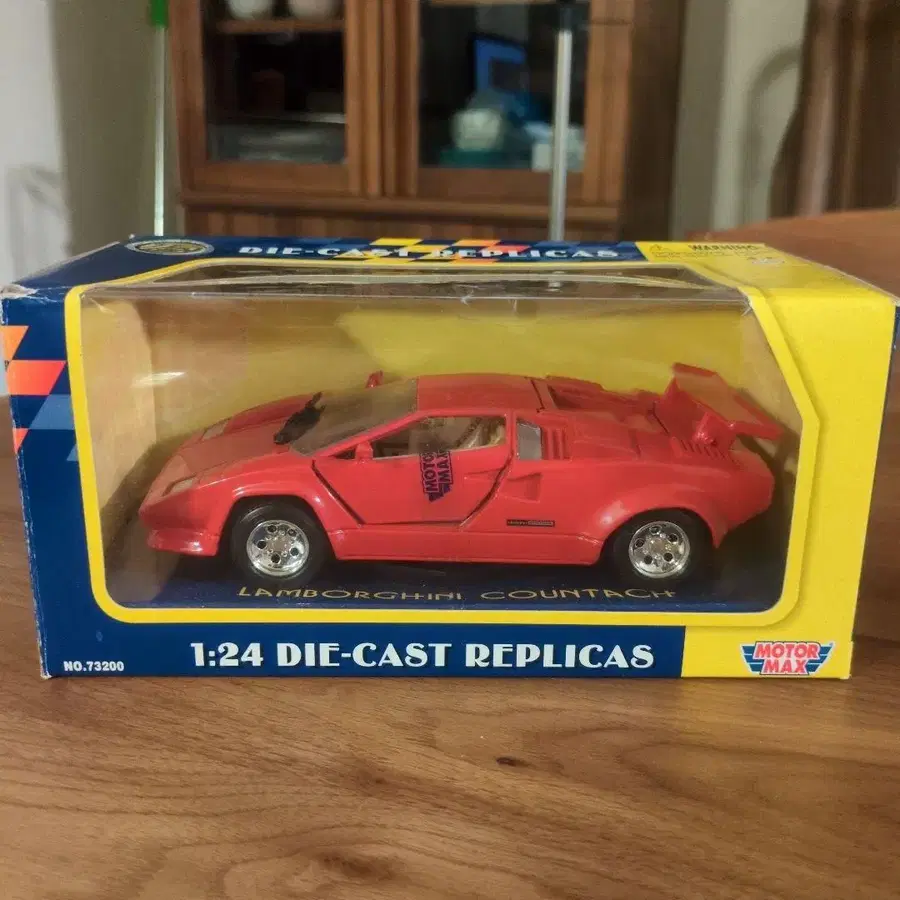 DIE-CAST REPLICAS
WARNING
MOTOR
MAX
LAMBORGHINI COUNTACH
1:24 DIE-CAST REPLICAS
NO.73200
MOTOR
MAX